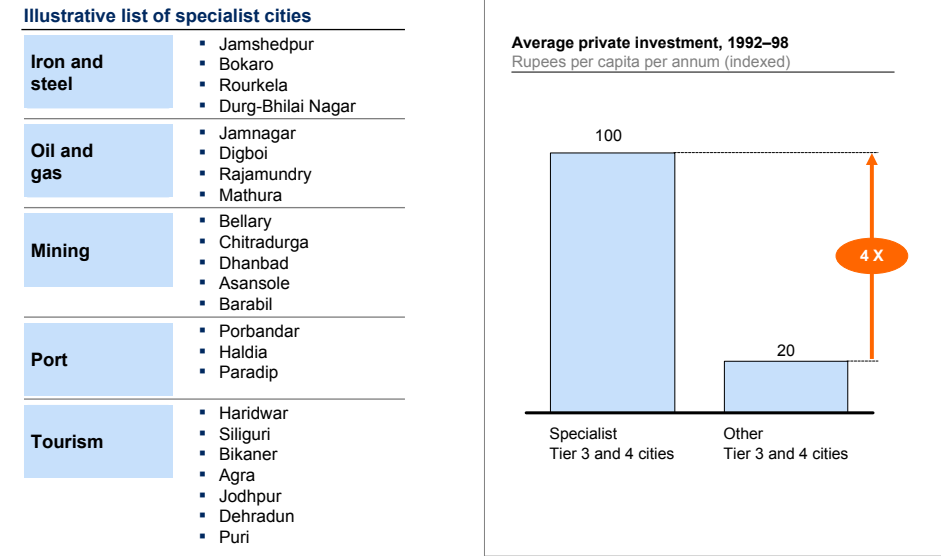 Illustrative list of specialist cities
Iron and
steel
▪ Jamshedpur
▪ Bokaro
▪ Rourkela
▪ Durg-Bhilai Nagar
Oil and
gas
▪ Jamnagar
▪ Digboi
▪ Rajamundry
▪ Mathura
Mining
▪ Bellary
▪ Chitradurga
▪ Dhanbad
▪ Asansole
▪ Barabil
Port
▪ Porbandar
▪ Haldia
▪ Paradip
Tourism
▪ Haridwar
▪ Siliguri
▪ Bikaner
▪ Agra
▪ Jodhpur
▪ Dehradun
▪ Puri
Average private investment, 1992–98
Rupees per capita per annum (indexed)
100
4 X
20
Specialist
Tier 3 and 4 cities
Other
Tier 3 and 4 cities